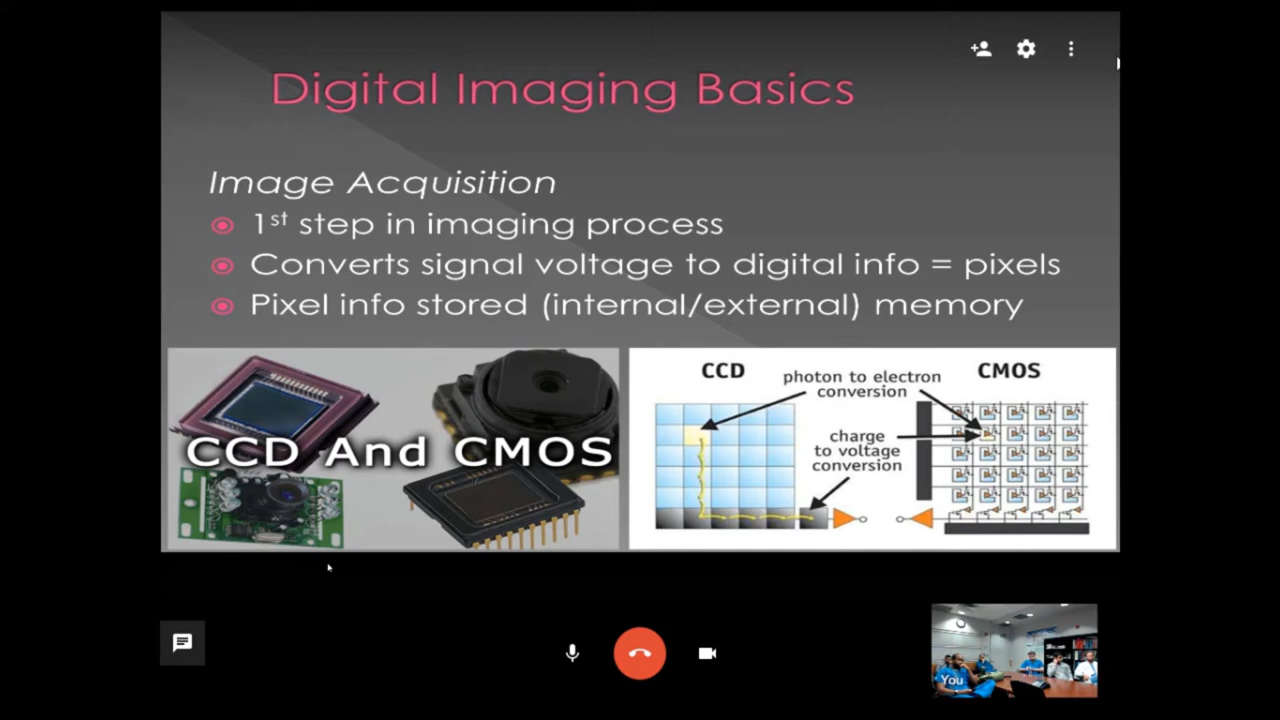 Digital Imaging Basics
Image Acquisition
1st step in imaging process
Converts signal voltage to digital info = pixels
Pixel info stored (internal/external) memory
CCD And CMOS
CCD
CMOS
photon to electron
conversion
charge
to voltage
conversion
You